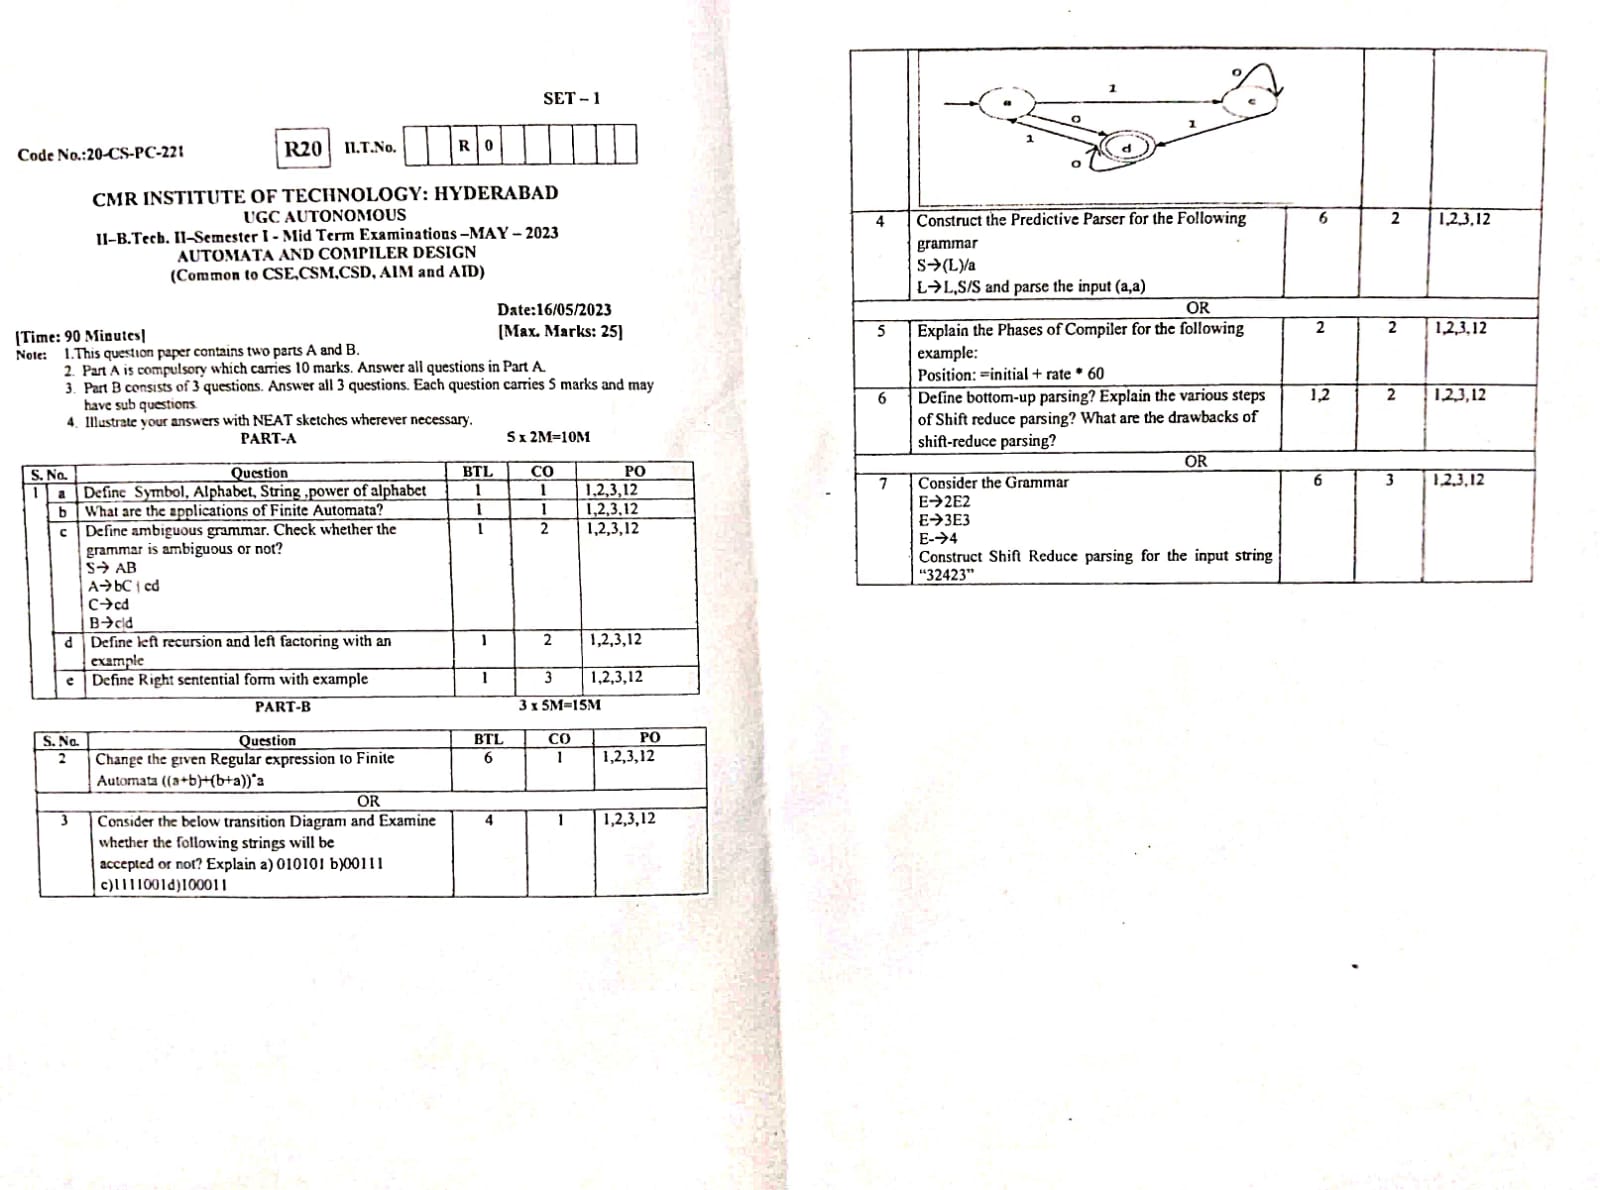 SET – 1
Code No.:20-CS-PC-221 R20 H.T.No. R 0
CMR INSTITUTE OF TECHNOLOGY: HYDERABAD
UGC AUTONOMOUS
II–B.Tech. II–Semester I - Mid Term Examinations –MAY – 2023
AUTOMATA AND COMPILER DESIGN
(Common to CSE,CSM,CSD, AIM and AID)
Date:16/05/2023
[Time: 90 Minutes] [Max. Marks: 25]
Note: 1.This question paper contains two parts A and B.
2. Part A is compulsory which carries 10 marks. Answer all questions in Part A.
3. Part B consists of 3 questions. Answer all 3 questions. Each question carries 5 marks and may
have sub questions.
4. Illustrate your answers with NEAT sketches wherever necessary.
PART-A 5 x 2M=10M
S. No. Question BTL CO PO
1 a Define Symbol, Alphabet, String ,power of alphabet 1 1 1,2,3,12
b What are the applications of Finite Automata? 1 1 1,2,3,12
c Define ambiguous grammar. Check whether the 1 2 1,2,3,12
grammar is ambiguous or not?
S→ AB
A→bC | cd
C→cd
B→c|d
d Define left recursion and left factoring with an 1 2 1,2,3,12
example
e Define Right sentential form with example 1 3 1,2,3,12
PART-B 3 x 5M=15M
S. No. Question BTL CO PO
2 Change the given Regular expression to Finite 6 1 1,2,3,12
Automata ((a+b)+(b+a))*a
OR
3 Consider the below transition Diagram and Examine 4 1 1,2,3,12
whether the following strings will be
accepted or not? Explain a) 010101 b)00111
c)1111001d)100011
0
1
a c
0 1
1 d
0
4 Construct the Predictive Parser for the Following 6 2 1,2,3,12
grammar
S→(L)/a
L→L,S/S and parse the input (a,a)
OR
5 Explain the Phases of Compiler for the following 2 2 1,2,3,12
example:
Position: =initial + rate * 60
6 Define bottom-up parsing? Explain the various steps 1,2 2 1,2,3,12
of Shift reduce parsing? What are the drawbacks of
shift-reduce parsing?
OR
7 Consider the Grammar 6 3 1,2,3,12
E→2E2
E→3E3
E-→4
Construct Shift Reduce parsing for the input string
“32423”